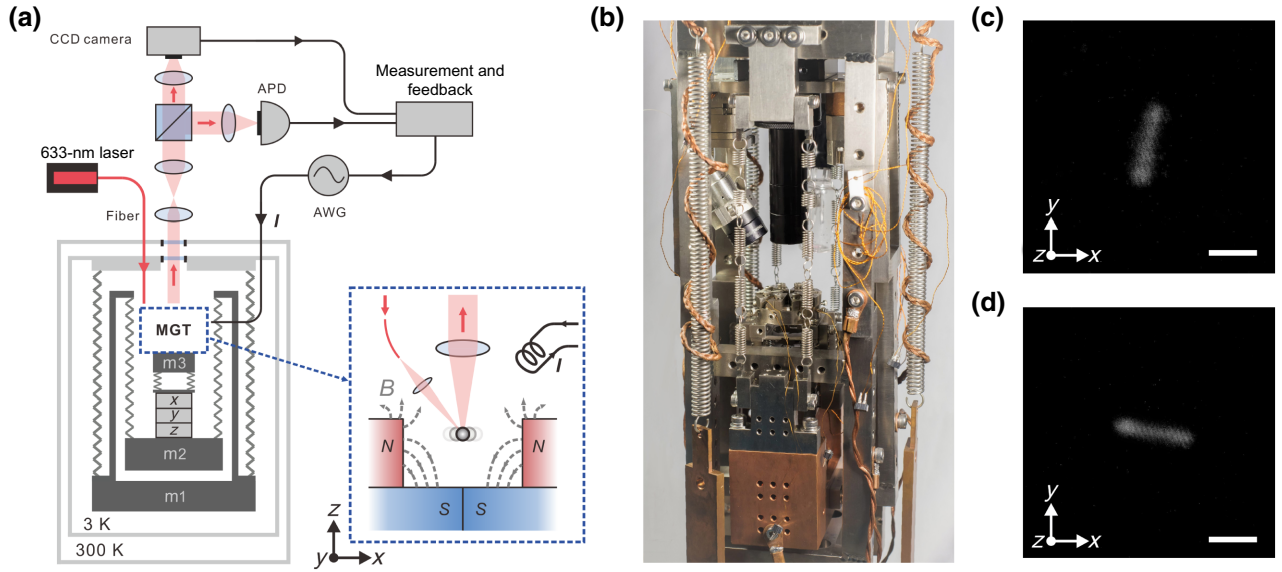 (a)
CCD camera
APD
Measurement and
feedback
633-nm laser
Fiber
I
AWG
MGT
m3
x
y
z
m2
m1
3 K
300 K
B
I
N
N
S
S
z
y
x
(b)
(c)
y
z
x
(d)
y
z
x